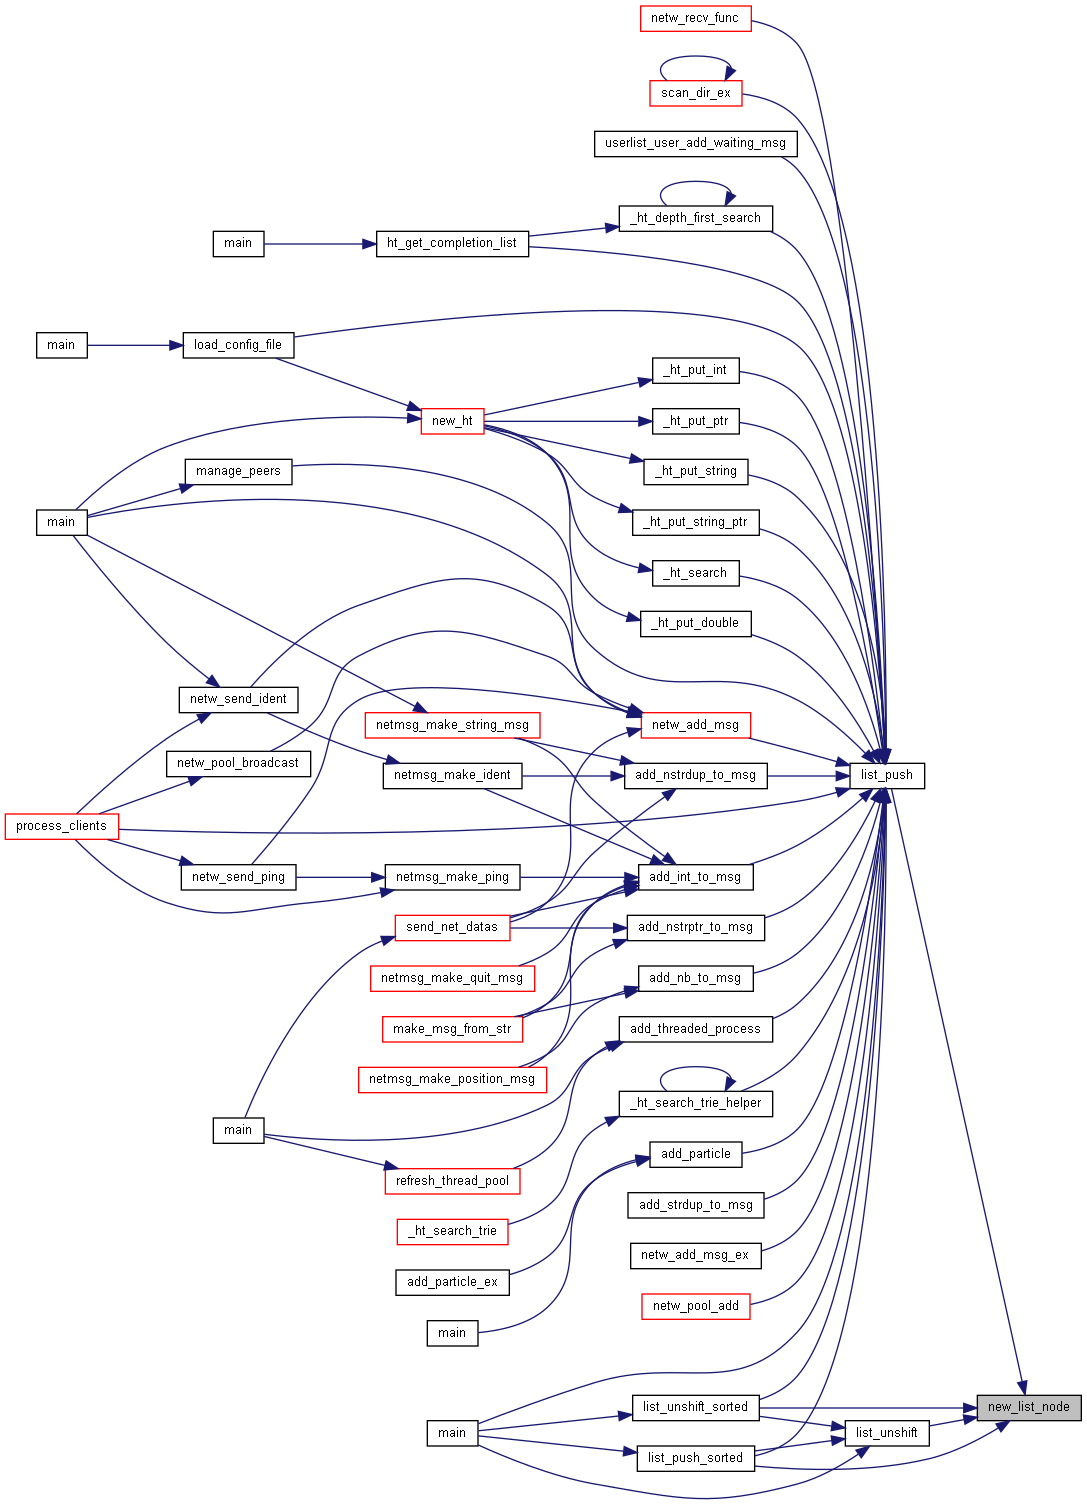 netw_recv_func
scan_dir_ex
userlist_user_add_waiting_msg
_ht_depth_first_search
main
ht_get_completion_list
main
load_config_file
_ht_put_int
new_ht
_ht_put_ptr
manage_peers
_ht_put_string
main
_ht_put_string_ptr
_ht_search
_ht_put_double
netw_send_ident
netmsg_make_string_msg
netw_add_msg
netw_pool_broadcast
netmsg_make_ident
add_nstrdup_to_msg
list_push
process_clients
netw_send_ping
netmsg_make_ping
add_int_to_msg
send_net_datas
add_nstrptr_to_msg
netmsg_make_quit_msg
add_nb_to_msg
make_msg_from_str
add_threaded_process
netmsg_make_position_msg
_ht_search_trie_helper
main
add_particle
refresh_thread_pool
add_strdup_to_msg
_ht_search_trie
netw_add_msg_ex
add_particle_ex
netw_pool_add
main
list_unshift_sorted
new_list_node
main
list_unshift
list_push_sorted